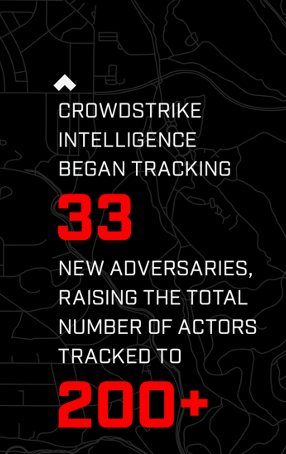 CROWDSTRIKE
INTELLIGENCE
BEGAN TRACKING
33
NEW ADVERSARIES,
RAISING THE TOTAL
NUMBER OF ACTORS
TRACKED TO
200+